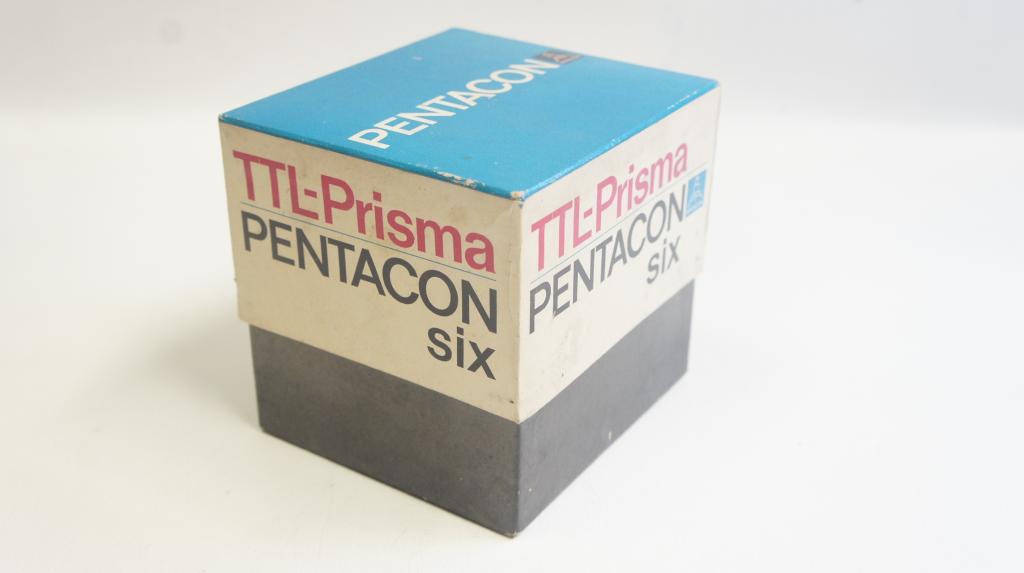 PENTACON
TTL-Prisma
PENTACON
six
TTL-Prisma
PENTACON
six